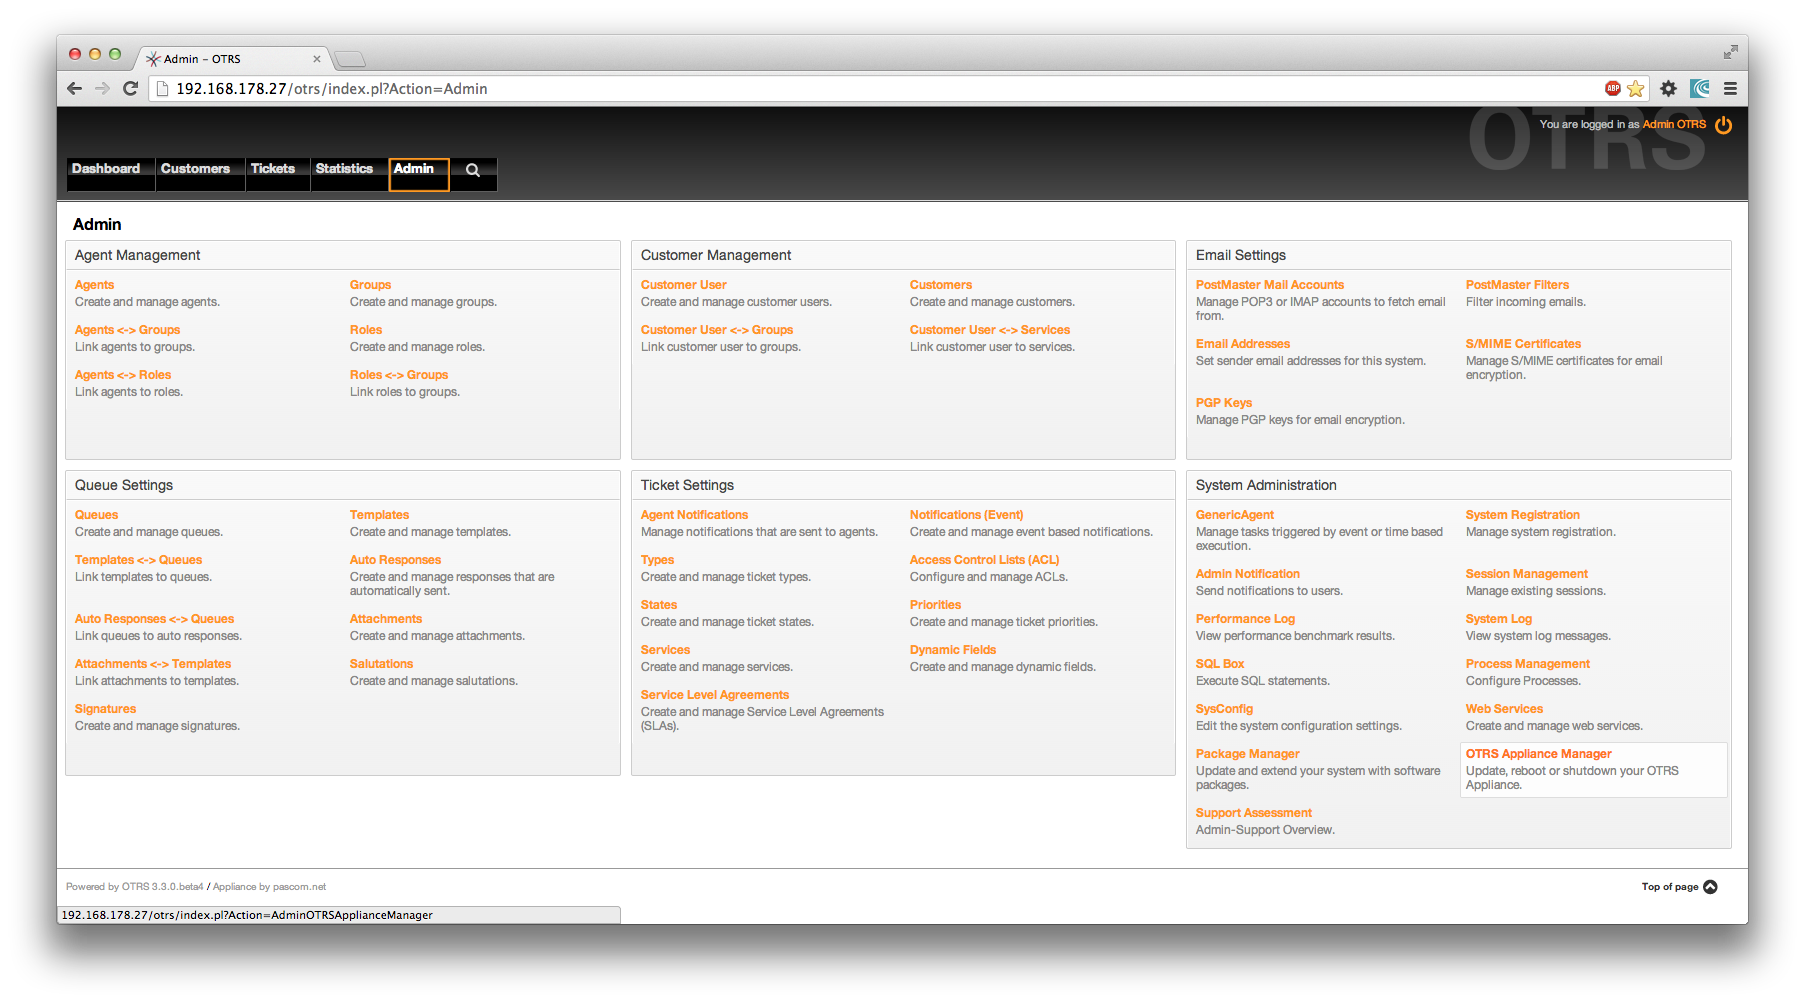 Admin – OTRS
192.168.178.27/otrs/index.pl?Action=Admin
ABP
OTRS
You are logged in as Admin OTRS
Dashboard
Customers
Tickets
Statistics
Admin
Admin
Agent Management
Agents
Create and manage agents.
Groups
Create and manage groups.
Agents <-> Groups
Link agents to groups.
Roles
Create and manage roles.
Agents <-> Roles
Link agents to roles.
Roles <-> Groups
Link roles to groups.
Customer Management
Customer User
Create and manage customer users.
Customers
Create and manage customers.
Customer User <-> Groups
Link customer user to groups.
Customer User <-> Services
Link customer user to services.
Email Settings
PostMaster Mail Accounts
Manage POP3 or IMAP accounts to fetch email
from.
PostMaster Filters
Filter incoming emails.
Email Addresses
Set sender email addresses for this system.
S/MIME Certificates
Manage S/MIME certificates for email
encryption.
PGP Keys
Manage PGP keys for email encryption.
Queue Settings
Queues
Create and manage queues.
Templates
Create and manage templates.
Templates <-> Queues
Link templates to queues.
Auto Responses
Create and manage responses that are
automatically sent.
Auto Responses <-> Queues
Link queues to auto responses.
Attachments
Create and manage attachments.
Attachments <-> Templates
Link attachments to templates.
Salutations
Create and manage salutations.
Signatures
Create and manage signatures.
Ticket Settings
Agent Notifications
Manage notifications that are sent to agents.
Notifications (Event)
Create and manage event based notifications.
Types
Create and manage ticket types.
Access Control Lists (ACL)
Configure and manage ACLs.
States
Create and manage ticket states.
Priorities
Create and manage ticket priorities.
Services
Create and manage services.
Dynamic Fields
Create and manage dynamic fields.
Service Level Agreements
Create and manage Service Level Agreements
(SLAs).
System Administration
GenericAgent
Manage tasks triggered by event or time based
execution.
System Registration
Manage system registration.
Admin Notification
Send notifications to users.
Session Management
Manage existing sessions.
Performance Log
View performance benchmark results.
System Log
View system log messages.
SQL Box
Execute SQL statements.
Process Management
Configure Processes.
SysConfig
Edit the system configuration settings.
Web Services
Create and manage web services.
Package Manager
Update and extend your system with software
packages.
OTRS Appliance Manager
Update, reboot or shutdown your OTRS
Appliance.
Support Assessment
Admin-Support Overview.
Powered by OTRS 3.3.0.beta4 / Appliance by pascom.net
Top of page
192.168.178.27/otrs/index.pl?Action=AdminOTRSApplianceManager